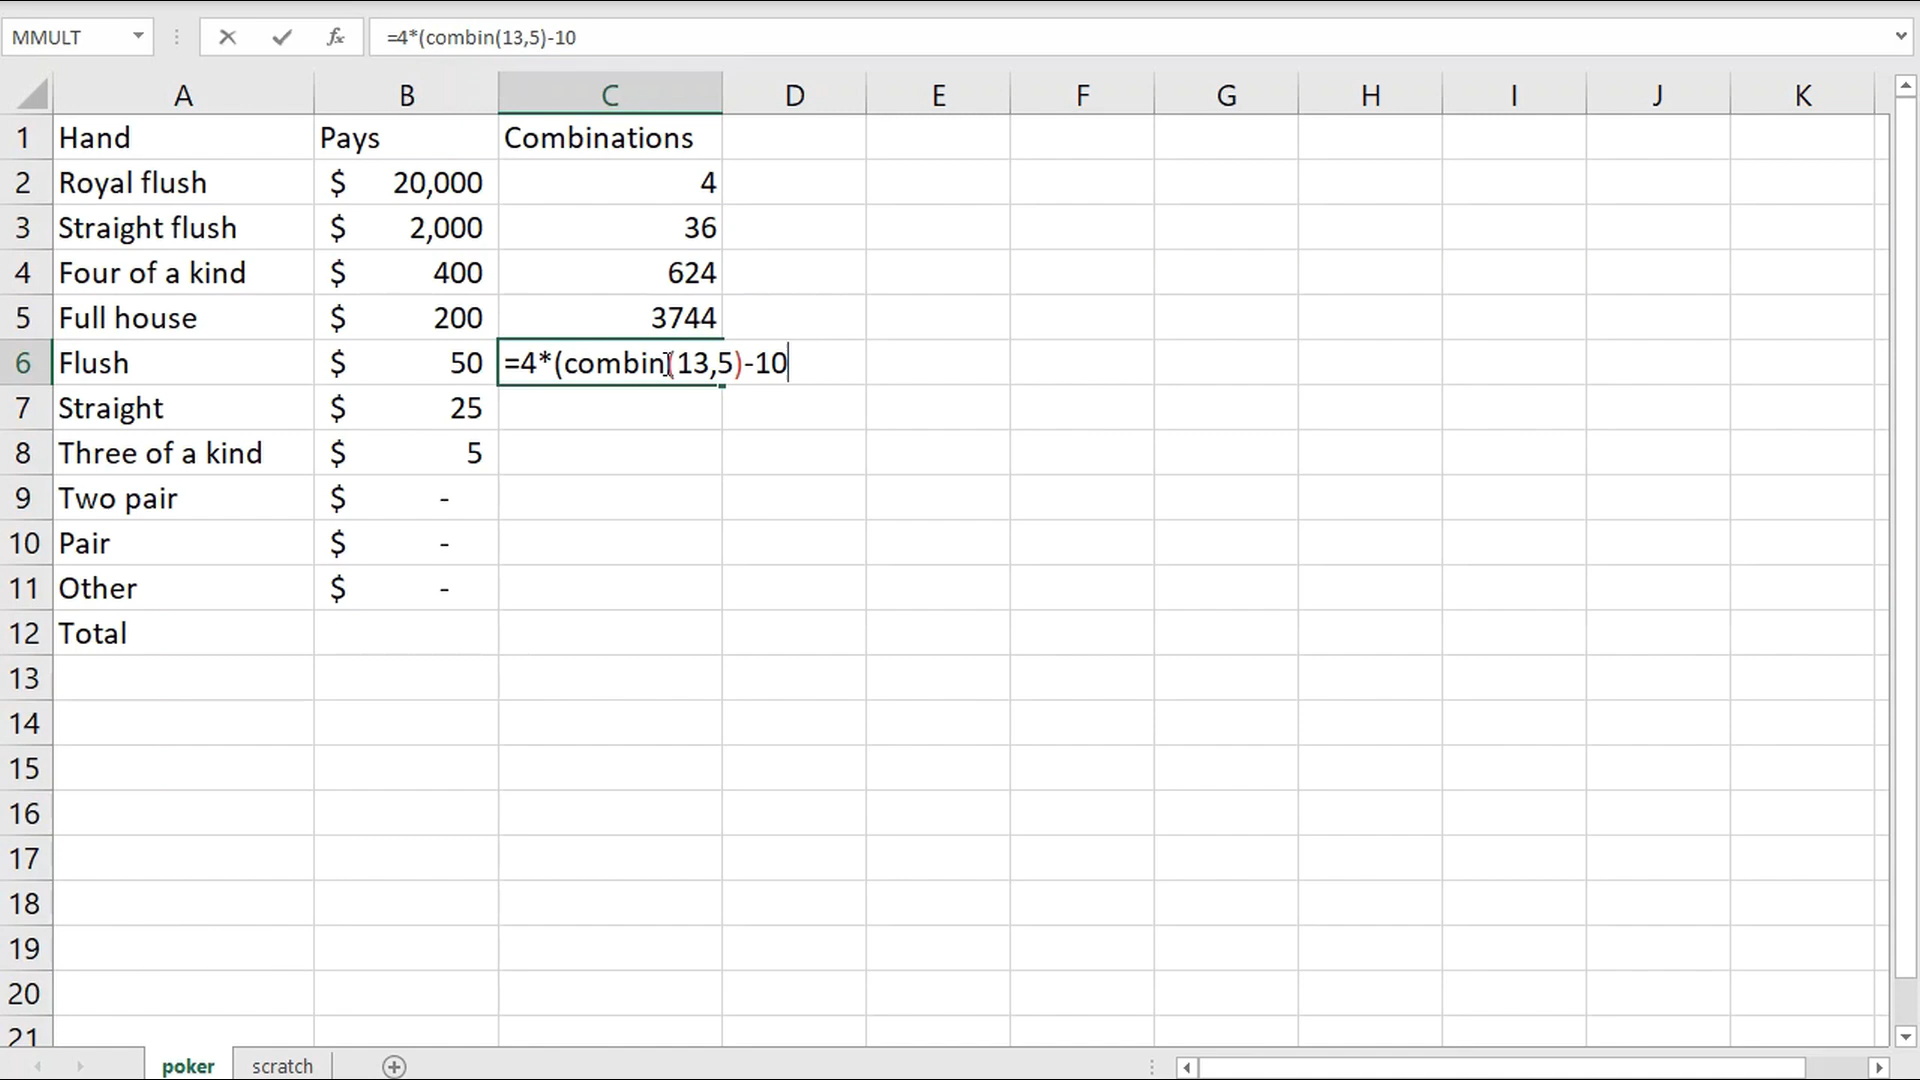 MMULT fx =4*(combin(13,5)-10
A B C D E F G H I J K
1 Hand Pays Combinations
2 Royal flush $ 20,000 4
3 Straight flush $ 2,000 36
4 Four of a kind $ 400 624
5 Full house $ 200 3744
6 Flush $ 50 =4*(combin(13,5)-10
7 Straight $ 25
8 Three of a kind $ 5
9 Two pair $ -
10 Pair $ -
11 Other $ -
12 Total
13
14
15
16
17
18
19
20
21
poker scratch